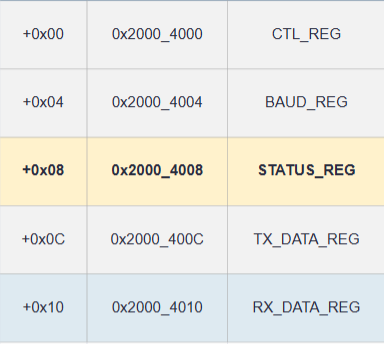 +0x00 0x2000_4000 CTL_REG
+0x04 0x2000_4004 BAUD_REG
+0x08 0x2000_4008 STATUS_REG
+0x0C 0x2000_400C TX_DATA_REG
+0x10 0x2000_4010 RX_DATA_REG